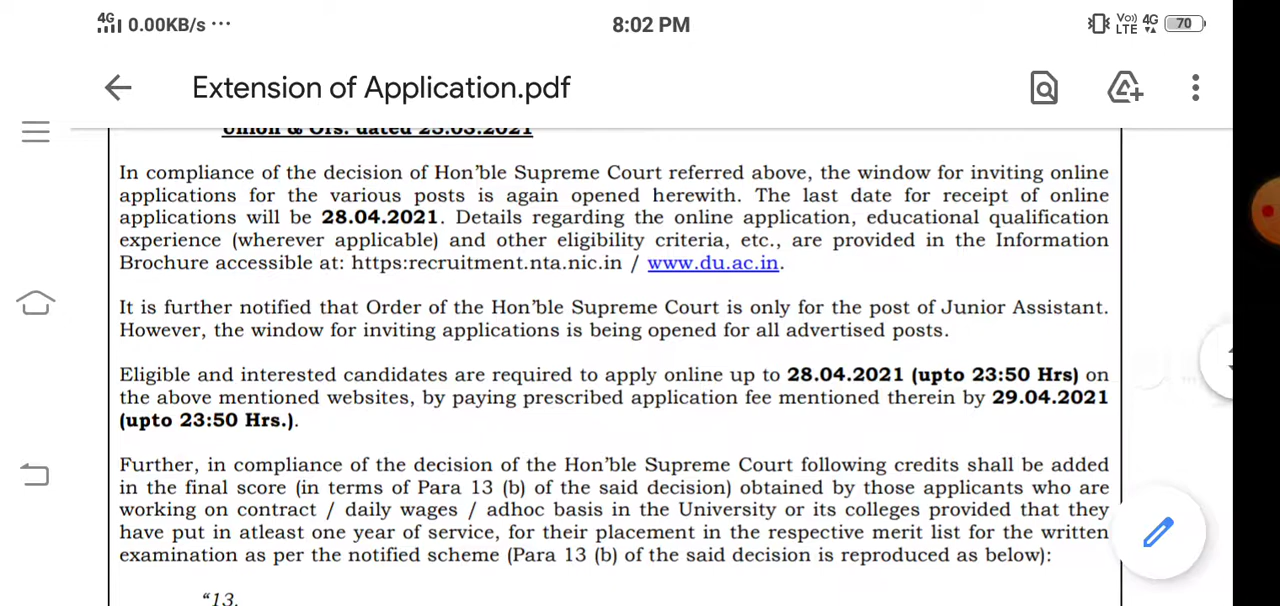 4G 0.00KB/s ...
8:02 PM
Vo)) LTE 4G 70
Extension of Application.pdf
Union & Ors. dated 23.03.2021
In compliance of the decision of Hon'ble Supreme Court referred above, the window for inviting online
applications for the various posts is again opened herewith. The last date for receipt of online
applications will be 28.04.2021. Details regarding the online application, educational qualification
experience (wherever applicable) and other eligibility criteria, etc., are provided in the Information
Brochure accessible at: https:recruitment.nta.nic.in / www.du.ac.in.
It is further notified that Order of the Hon'ble Supreme Court is only for the post of Junior Assistant.
However, the window for inviting applications is being opened for all advertised posts.
Eligible and interested candidates are required to apply online up to 28.04.2021 (upto 23:50 Hrs) on
the above mentioned websites, by paying prescribed application fee mentioned therein by 29.04.2021
(upto 23:50 Hrs.).
Further, in compliance of the decision of the Hon'ble Supreme Court following credits shall be added
in the final score (in terms of Para 13 (b) of the said decision) obtained by those applicants who are
working on contract / daily wages / adhoc basis in the University or its colleges provided that they
have put in atleast one year of service, for their placement in the respective merit list for the written
examination as per the notified scheme (Para 13 (b) of the said decision is reproduced as below):
"13.